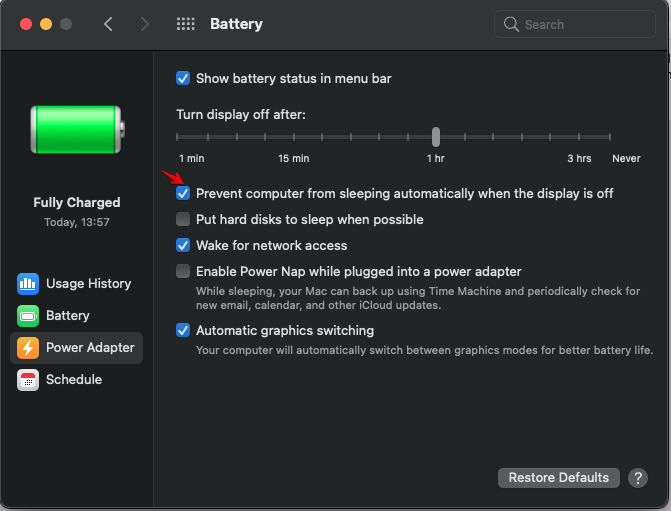 Battery
Search
Fully Charged
Today, 13:57
Usage History
Battery
Power Adapter
Schedule
Show battery status in menu bar
Turn display off after:
1 min 15 min 1 hr 3 hrs Never
Prevent computer from sleeping automatically when the display is off
Put hard disks to sleep when possible
Wake for network access
Enable Power Nap while plugged into a power adapter
While sleeping, your Mac can back up using Time Machine and periodically check for
new email, calendar, and other iCloud updates.
Automatic graphics switching
Your computer will automatically switch between graphics modes for better battery life.
Restore Defaults ?